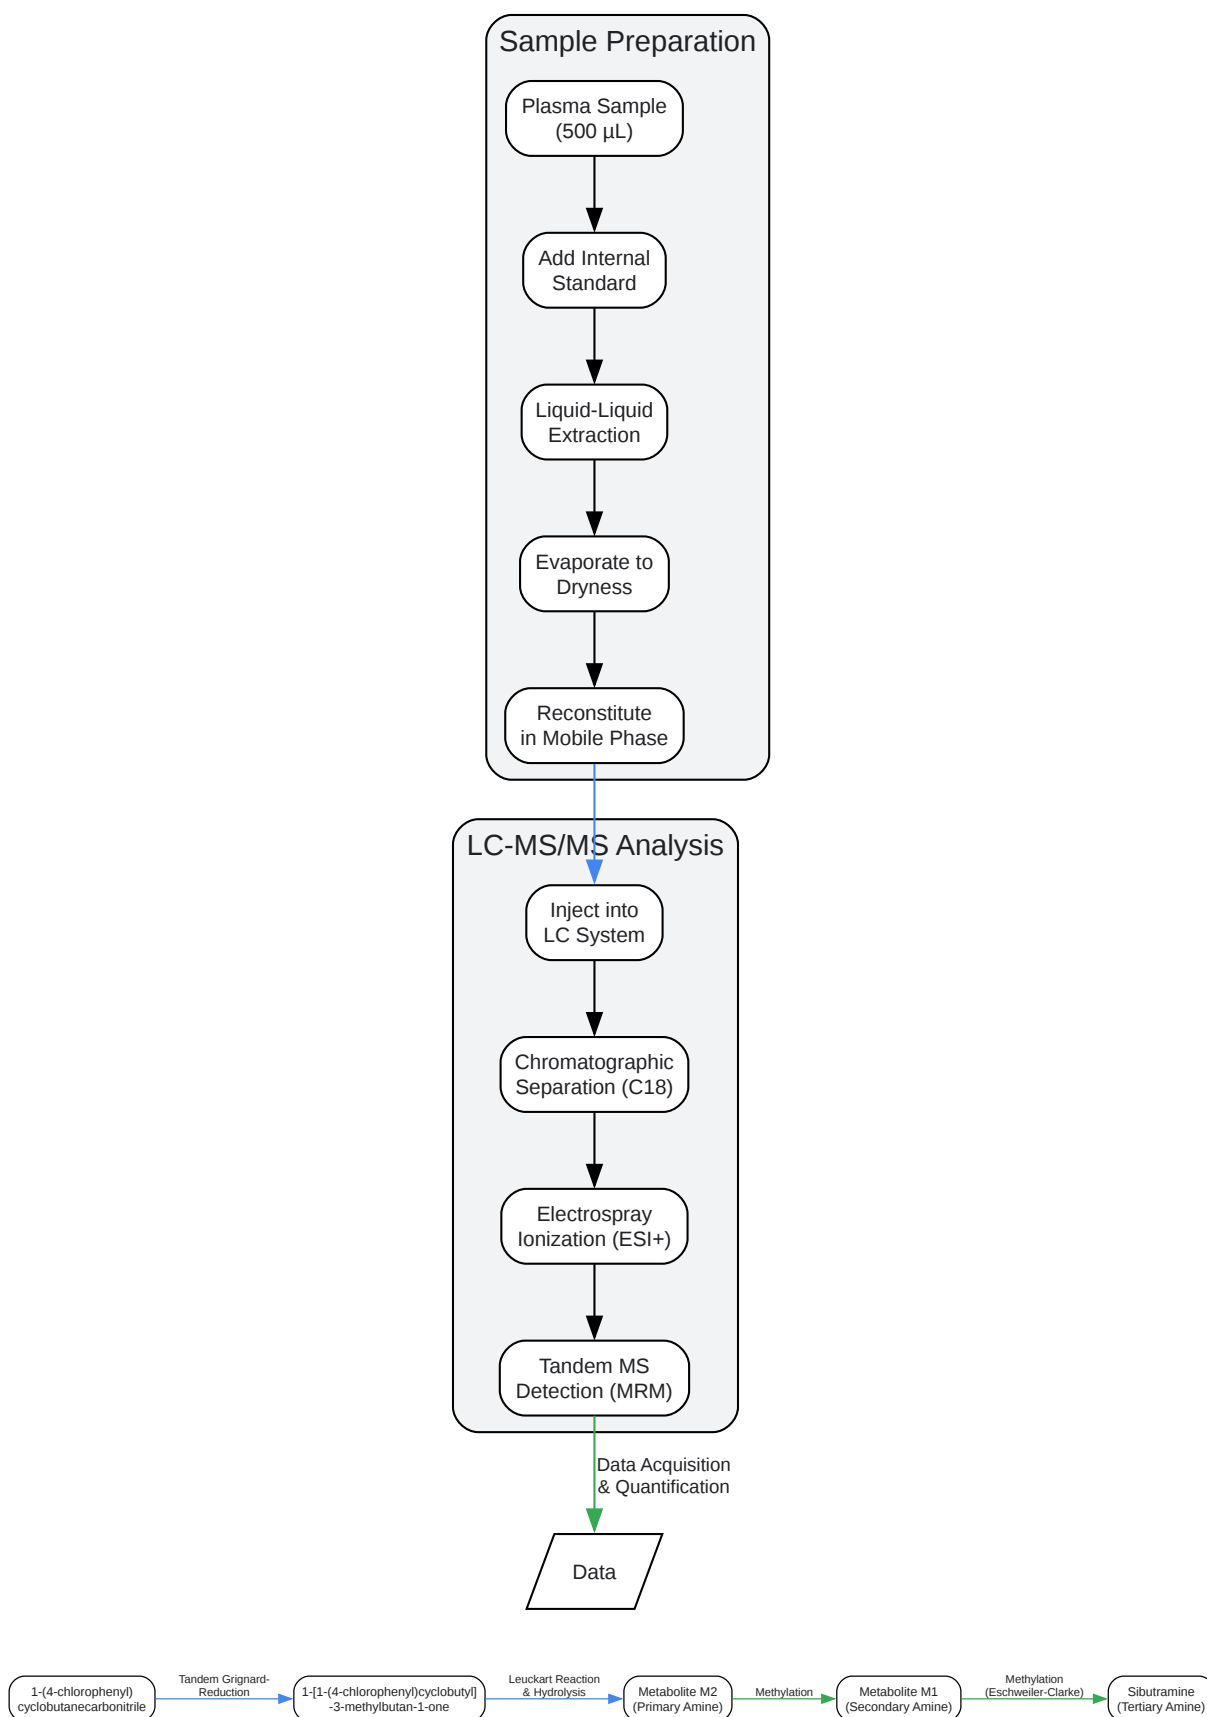 Sample Preparation
Plasma Sample
(500 µL)
Add Internal
Standard
Liquid-Liquid
Extraction
Evaporate to
Dryness
Reconstitute
in Mobile Phase
LC-MS/MS Analysis
Inject into
LC System
Chromatographic
Separation (C18)
Electrospray
Ionization (ESI+)
Tandem MS
Detection (MRM)
Data Acquisition
& Quantification
Data
1-(4-chlorophenyl)
cyclobutanecarbonitrile
Tandem Grignard-
Reduction
1-[1-(4-chlorophenyl)cyclobutyl]
-3-methylbutan-1-one
Leuckart Reaction
& Hydrolysis
Metabolite M2
(Primary Amine)
Methylation
Metabolite M1
(Secondary Amine)
Methylation
(Eschweiler-Clarke)
Sibutramine
(Tertiary Amine)